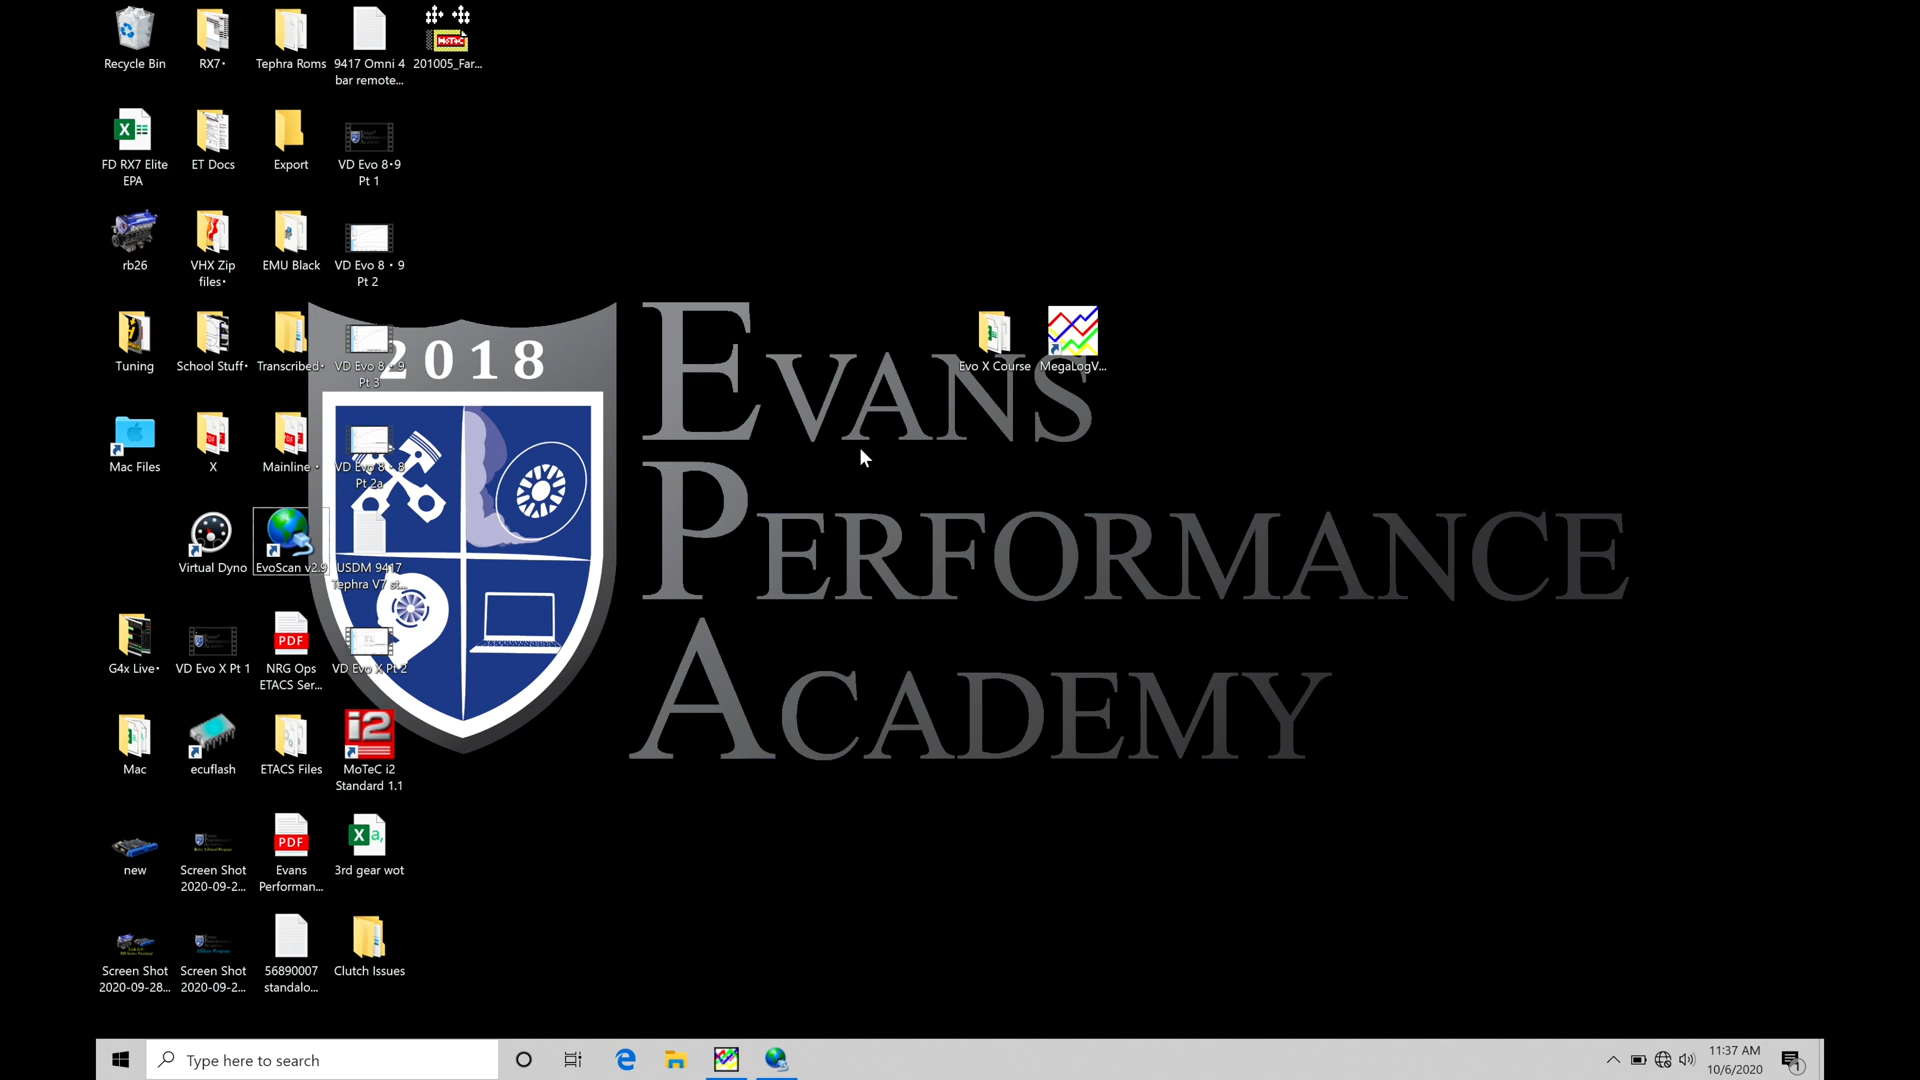 Recycle Bin
RX7•
Tephra Roms
9417 Omni 4
bar remote...
MoTeC
201005_Far...
FD RX7 Elite
EPA
ET Docs
Export
VD Evo 8•9
Pt 1
rb26
VHX Zip
files•
EMU Black
VD Evo 8 • 9
Pt 2
Tuning
School Stuff•
Transcribed•
VD Evo 8 • 9
Pt 3
2018
Evo X Course
MegaLogV...
EVANS
PERFORMANCE
ACADEMY
Mac Files
X
Mainline •
VD Evo 8 • 8
Pt 2a
Virtual Dyno
EvoScan v2.9
USDM 9417
Tephra V7 st...
G4x Live•
VD Evo X Pt 1
PDF
NRG Ops
ETACS Ser...
VD Evo X Pt 2
Mac
ecuflash
ETACS Files
i2
MoTeC i2
Standard 1.1
new
Screen Shot
2020-09-2...
PDF
Evans
Performan...
3rd gear wot
Screen Shot
2020-09-28...
Screen Shot
2020-09-2...
56890007
standalo...
Clutch Issues
Type here to search
11:37 AM
10/6/2020
1